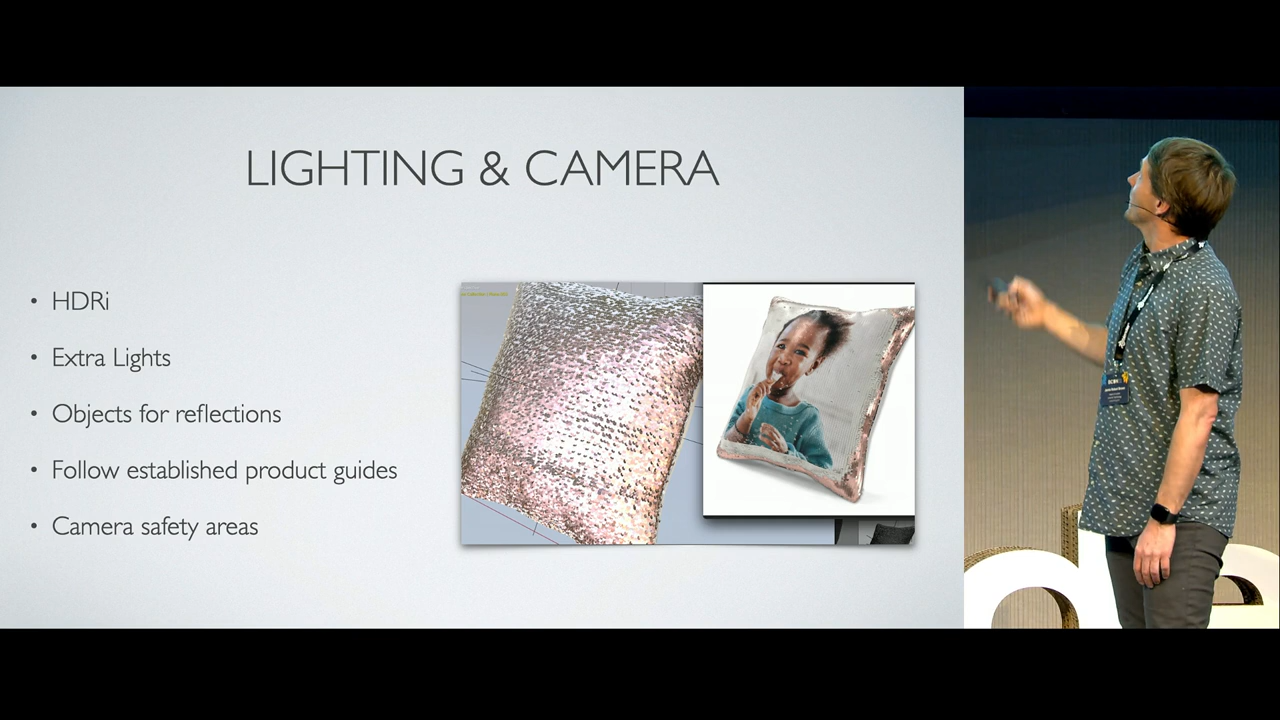 LIGHTING & CAMERA
• HDRi
• Extra Lights
• Objects for reflections
• Follow established product guides
• Camera safety areas